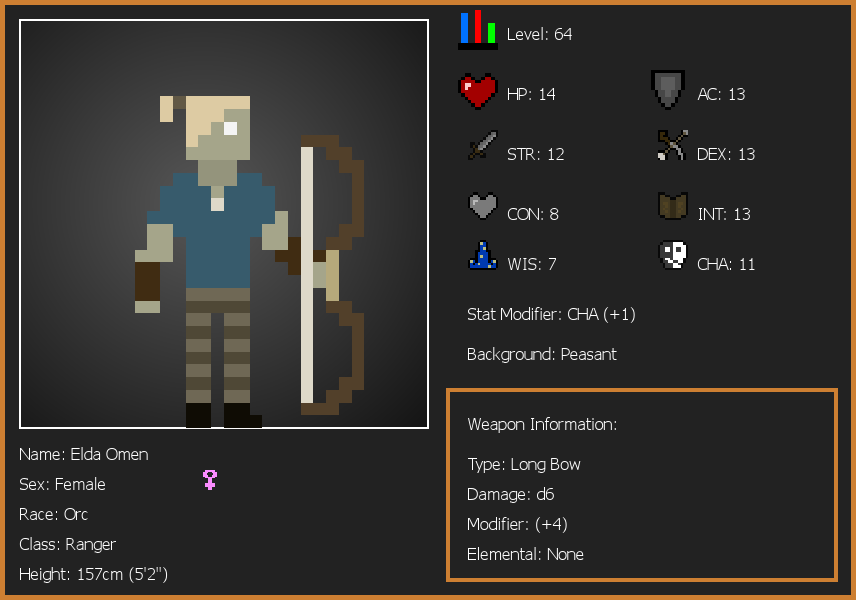 Level: 64
HP: 14
AC: 13
STR: 12
DEX: 13
CON: 8
INT: 13
WIS: 7
CHA: 11
Stat Modifier: CHA (+1)
Background: Peasant
Weapon Information:
Type: Long Bow
Damage: d6
Modifier: (+4)
Elemental: None
Name: Elda Omen
Sex: Female
Race: Orc
Class: Ranger
Height: 157cm (5'2")